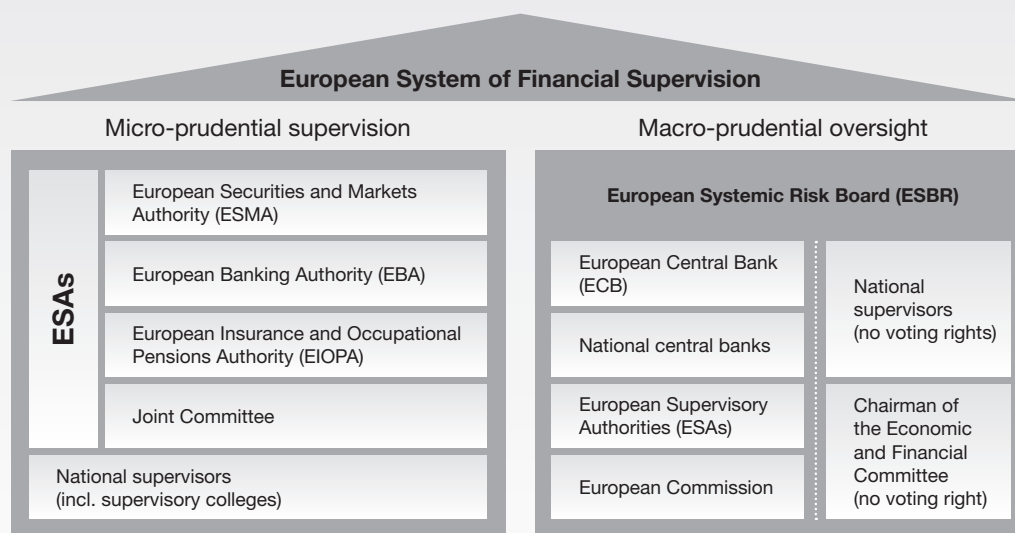 European System of Financial Supervision
Micro-prudential supervision
Macro-prudential oversight
ESAs
European Securities and Markets
Authority (ESMA)
European Banking Authority (EBA)
European Insurance and Occupational
Pensions Authority (EIOPA)
Joint Committee
National supervisors
(incl. supervisory colleges)
European Systemic Risk Board (ESBR)
European Central Bank
(ECB)
National central banks
European Supervisory
Authorities (ESAs)
European Commission
National
supervisors
(no voting rights)
Chairman of
the Economic
and Financial
Committee
(no voting right)